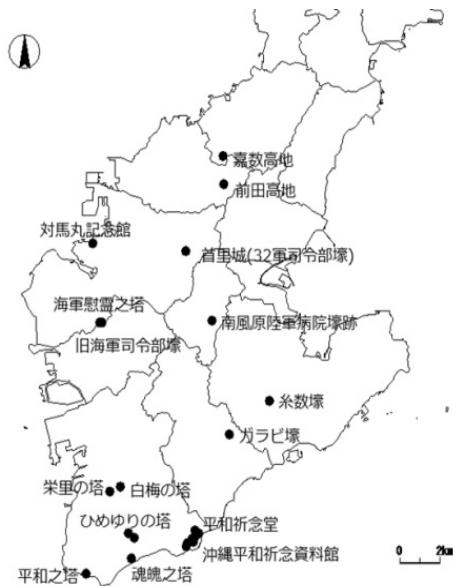 嘉数高地
前田高地
対馬丸記念館
首里城(32軍司令部壕)
海軍慰霊之塔
南風原陸軍病院壕跡
旧海軍司令部壕
糸数壕
ガラビ壕
栄里の塔
白梅の塔
ひめゆりの塔
平和祈念堂
沖縄平和祈念資料館
平和之塔
魂魄之塔
0 2km